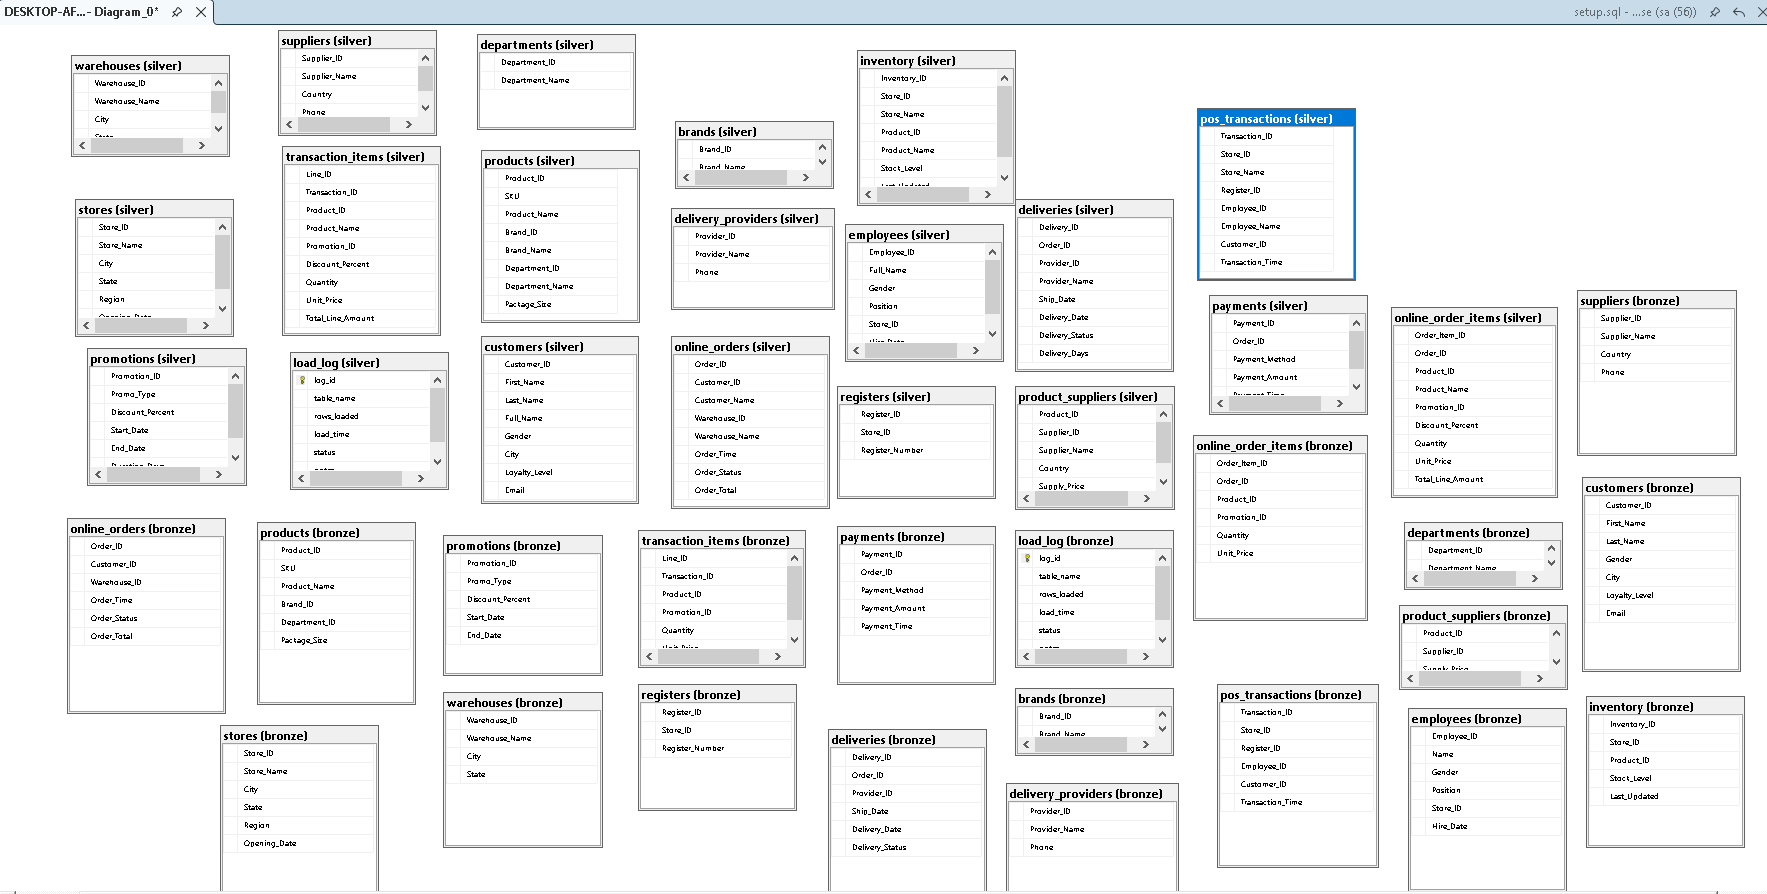 DESKTOP-AF...- Diagram_0*
setup.sql - ...se (sa (56))
warehouses (silver)
Warehouse_ID
Warehouse_Name
City
State
suppliers (silver)
Supplier_ID
Supplier_Name
Country
Phone
departments (silver)
Department_ID
Department_Name
brands (silver)
Brand_ID
Brand_Name
inventory (silver)
Inventory_ID
Store_ID
Store_Name
Product_ID
Product_Name
Stock_Level
Last_Updated
pos_transactions (silver)
Transaction_ID
Store_ID
Store_Name
Register_ID
Employee_ID
Employee_Name
Customer_ID
Transaction_Time
transaction_items (silver)
Line_ID
Transaction_ID
Product_ID
Product_Name
Promotion_ID
Discount_Percent
Quantity
Unit_Price
Total_Line_Amount
products (silver)
Product_ID
SKU
Product_Name
Brand_ID
Brand_Name
Department_ID
Department_Name
Package_Size
stores (silver)
Store_ID
Store_Name
City
State
Region
Opening_Date
delivery_providers (silver)
Provider_ID
Provider_Name
Phone
employees (silver)
Employee_ID
Full_Name
Gender
Position
Store_ID
Hire_Date
deliveries (silver)
Delivery_ID
Order_ID
Provider_ID
Provider_Name
Ship_Date
Delivery_Date
Delivery_Status
Delivery_Days
payments (silver)
Payment_ID
Order_ID
Payment_Method
Payment_Amount
Payment_Time
online_order_items (silver)
Order_Item_ID
Order_ID
Product_ID
Product_Name
Promotion_ID
Discount_Percent
Quantity
Unit_Price
Total_Line_Amount
suppliers (bronze)
Supplier_ID
Supplier_Name
Country
Phone
promotions (silver)
Promotion_ID
Promo_Type
Discount_Percent
Start_Date
End_Date
Duration_Days
load_log (silver)
log_id
table_name
rows_loaded
load_time
status
notes
customers (silver)
Customer_ID
First_Name
Last_Name
Full_Name
Gender
City
Loyalty_Level
Email
online_orders (silver)
Order_ID
Customer_ID
Customer_Name
Warehouse_ID
Warehouse_Name
Order_Time
Order_Status
Order_Total
registers (silver)
Register_ID
Store_ID
Register_Number
product_suppliers (silver)
Product_ID
Supplier_ID
Supplier_Name
Country
Supply_Price
online_order_items (bronze)
Order_Item_ID
Order_ID
Product_ID
Promotion_ID
Quantity
Unit_Price
customers (bronze)
Customer_ID
First_Name
Last_Name
Gender
City
Loyalty_Level
Email
online_orders (bronze)
Order_ID
Customer_ID
Warehouse_ID
Order_Time
Order_Status
Order_Total
products (bronze)
Product_ID
SKU
Product_Name
Brand_ID
Department_ID
Package_Size
promotions (bronze)
Promotion_ID
Promo_Type
Discount_Percent
Start_Date
End_Date
transaction_items (bronze)
Line_ID
Transaction_ID
Product_ID
Promotion_ID
Quantity
Unit_Price
payments (bronze)
Payment_ID
Order_ID
Payment_Method
Payment_Amount
Payment_Time
load_log (bronze)
log_id
table_name
rows_loaded
load_time
status
notes
departments (bronze)
Department_ID
Department_Name
product_suppliers (bronze)
Product_ID
Supplier_ID
Supply_Price
warehouses (bronze)
Warehouse_ID
Warehouse_Name
City
State
registers (bronze)
Register_ID
Store_ID
Register_Number
brands (bronze)
Brand_ID
Brand_Name
pos_transactions (bronze)
Transaction_ID
Store_ID
Register_ID
Employee_ID
Customer_ID
Transaction_Time
employees (bronze)
Employee_ID
Name
Gender
Position
Store_ID
Hire_Date
inventory (bronze)
Inventory_ID
Store_ID
Product_ID
Stock_Level
Last_Updated
stores (bronze)
Store_ID
Store_Name
City
State
Region
Opening_Date
deliveries (bronze)
Delivery_ID
Order_ID
Provider_ID
Ship_Date
Delivery_Date
Delivery_Status
delivery_providers (bronze)
Provider_ID
Provider_Name
Phone